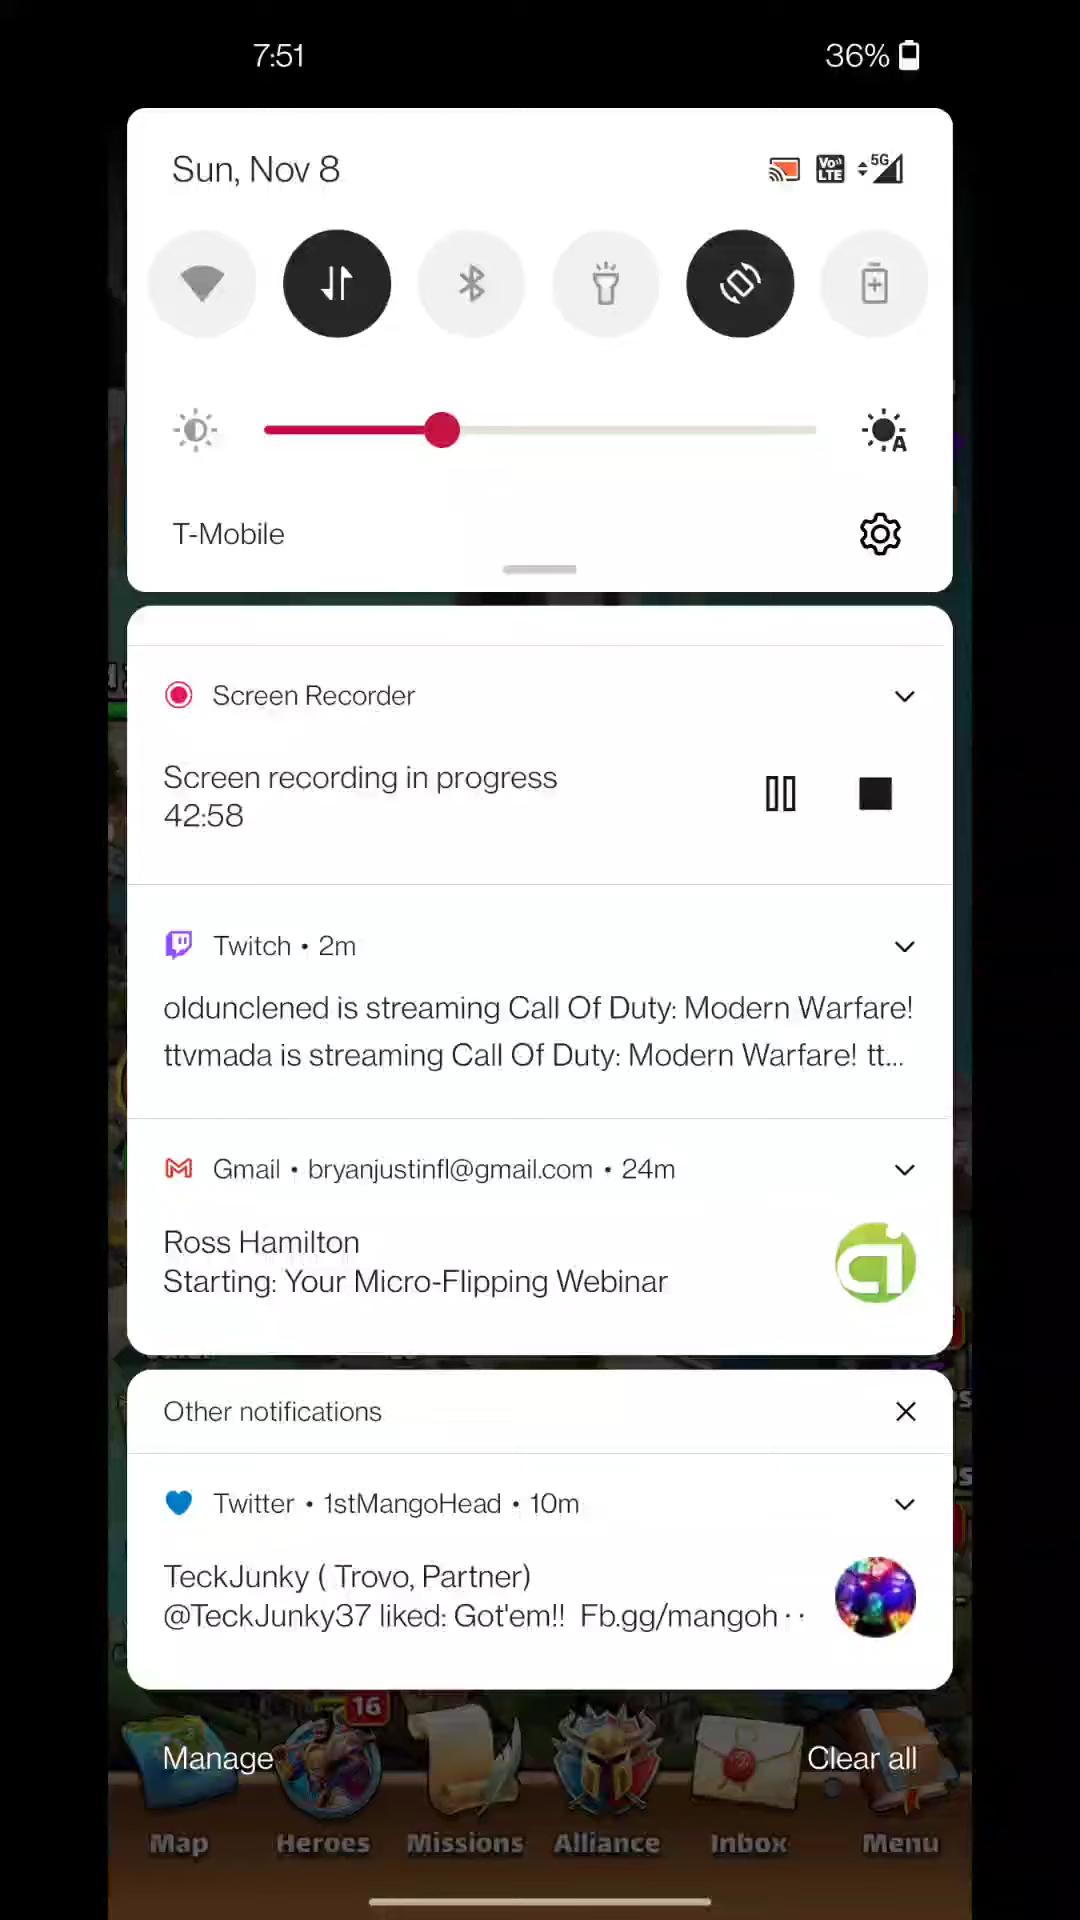 7:51
36%
Sun, Nov 8
Vo))
LTE
5G
A
T-Mobile
Screen Recorder
Screen recording in progress
42:58
Twitch • 2m
oldunclened is streaming Call Of Duty: Modern Warfare!
ttvmada is streaming Call Of Duty: Modern Warfare! tt...
Gmail • bryanjustinfl@gmail.com • 24m
Ross Hamilton
Starting: Your Micro-Flipping Webinar
Other notifications
Twitter • 1stMangoHead • 10m
TeckJunky ( Trovo, Partner)
@TeckJunky37 liked: Got'em!! Fb.gg/mangoh··
16
Manage
Clear all
Map
Heroes
Missions
Alliance
Inbox
Menu